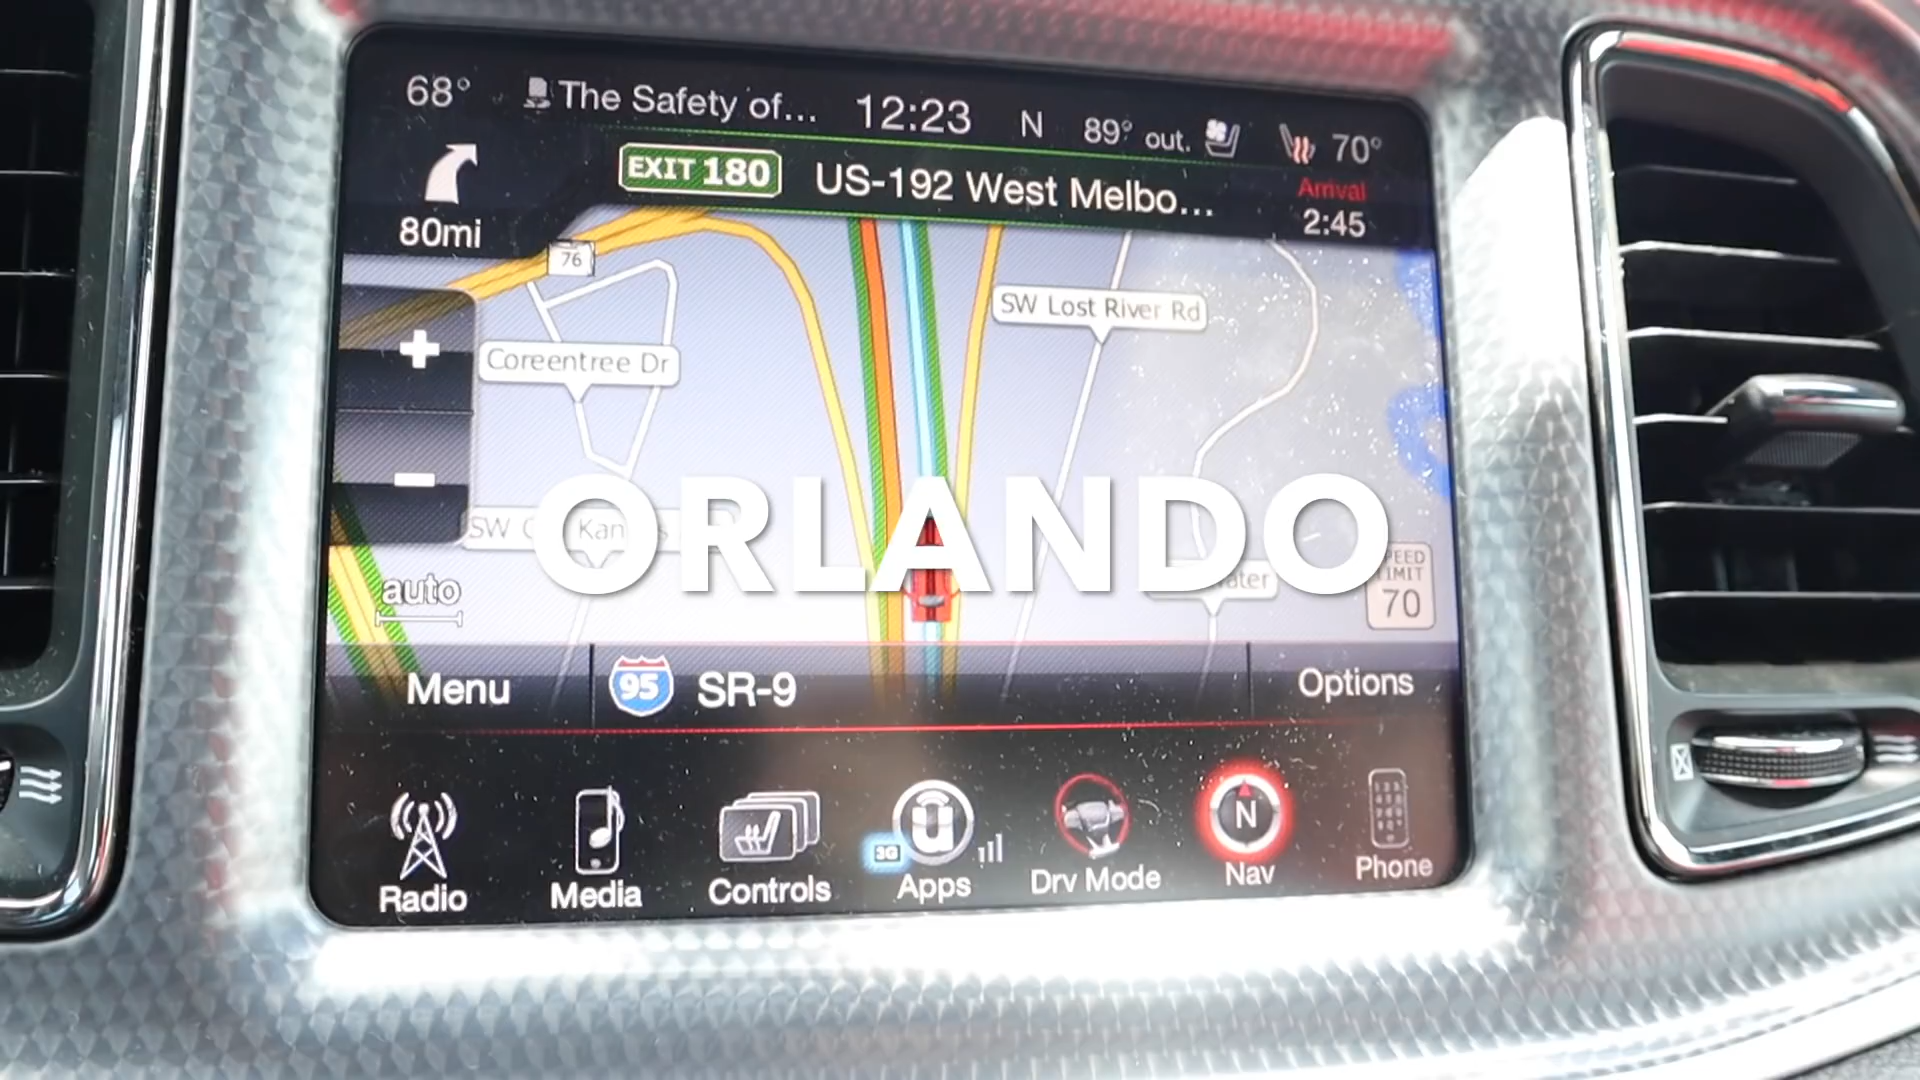 68°
The Safety of...
12:23
N
89° out.
70°
EXIT 180
US-192 West Melbo...
Arrival
2:45
80mi
76
SW Lost River Rd
Coreentree Dr
+
−
SW
Kan
ORLANDO
auto
SPEED
LIMIT
70
Menu
95
SR-9
Options
Radio
Media
Controls
3G
Apps
Drv Mode
N
Nav
Phone